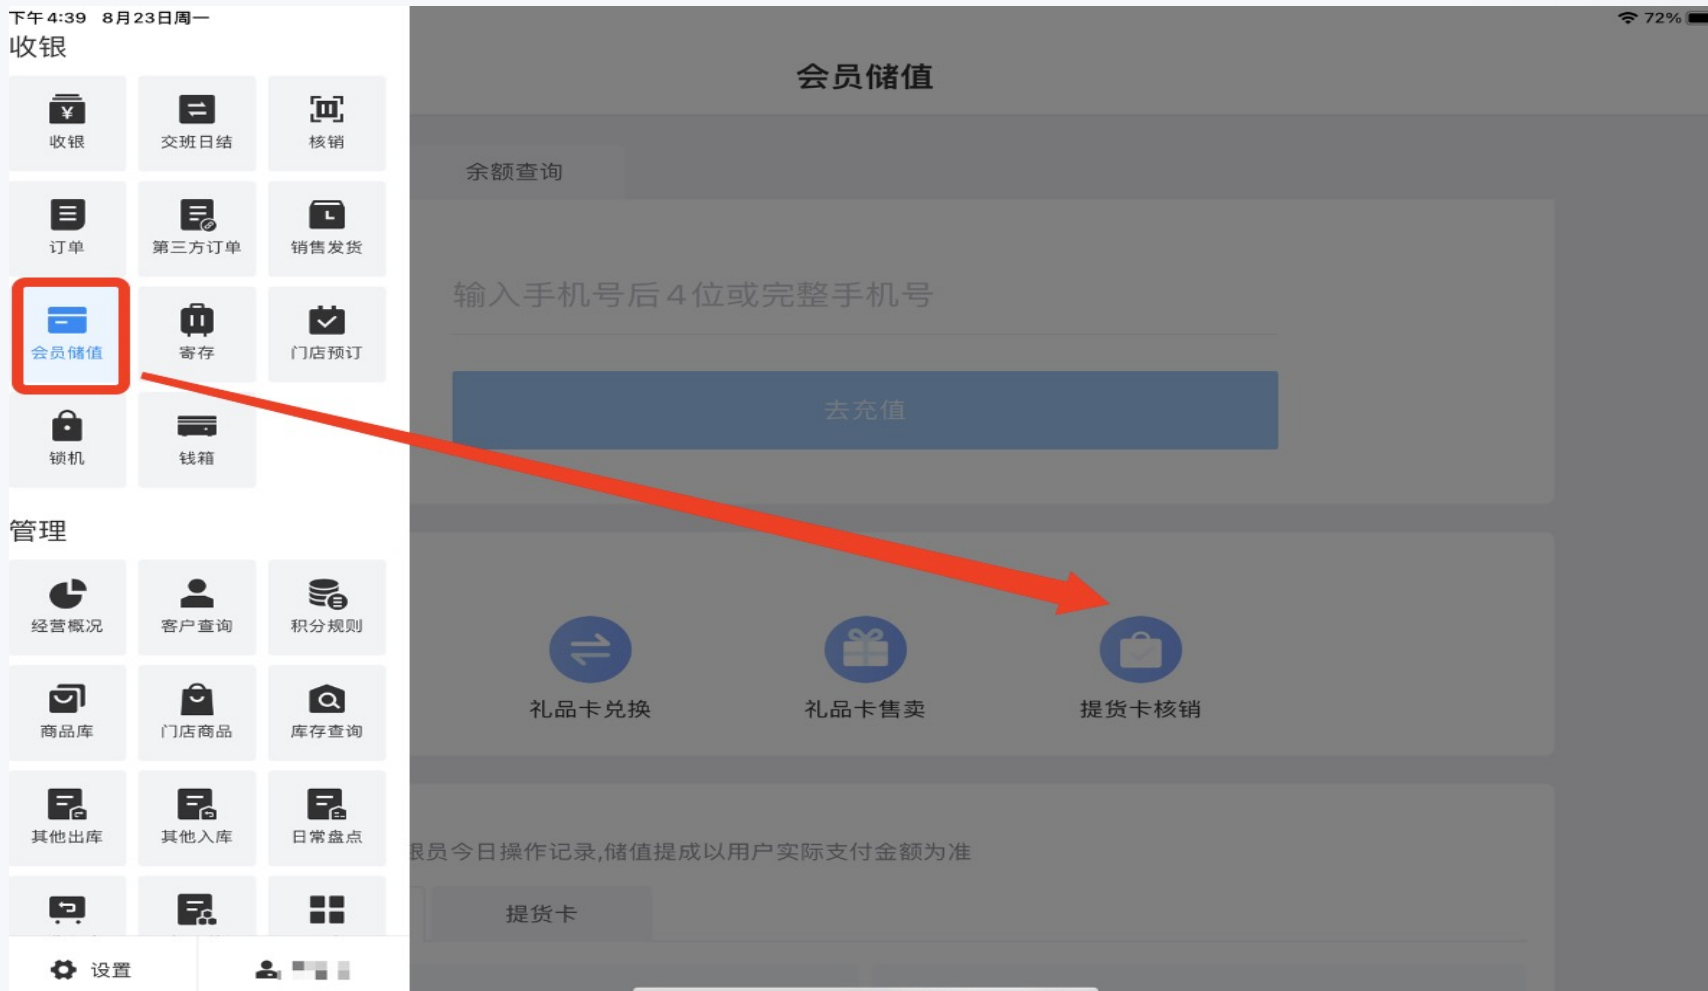 下午4:39 8月23日周一
72%
收银
收银
交班日结
核销
订单
第三方订单
销售发货
会员储值
寄存
门店预订
锁机
钱箱
管理
经营概况
客户查询
积分规则
商品库
门店商品
库存查询
其他出库
其他入库
日常盘点
设置
会员储值
余额查询
输入手机号后4位或完整手机号
去充值
礼品卡兑换
礼品卡售卖
提货卡核销
员今日操作记录,储值提成以用户实际支付金额为准
提货卡